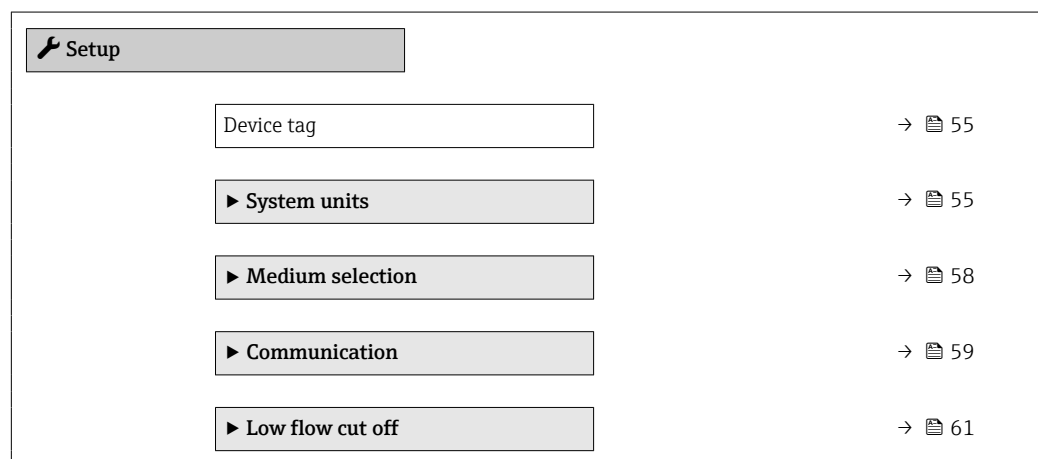 Setup
Device tag → 55
▶ System units → 55
▶ Medium selection → 58
▶ Communication → 59
▶ Low flow cut off → 61